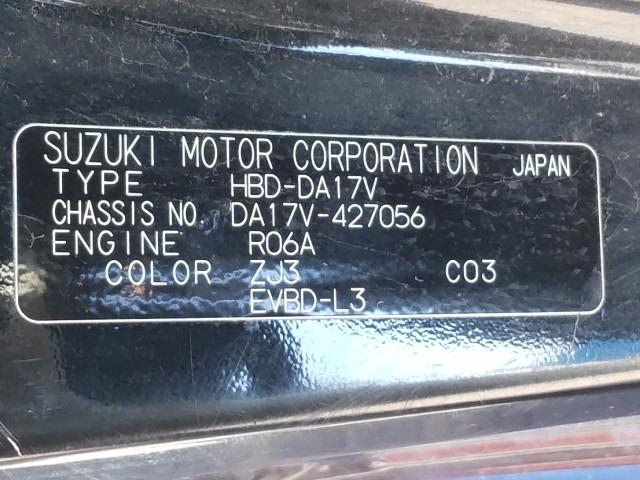 SUZUKI MOTOR CORPORATION JAPAN
TYPE HBD-DA17V
CHASSIS NO. DA17V-427056
ENGINE R06A
COLOR ZJ3 C03
EVBD-L3